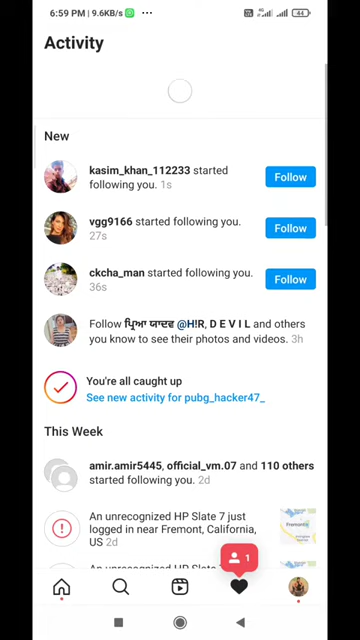 6:59 PM | 9.6KB/s
4G
44
Activity
New
kasim_khan_112233 started
following you. 1s
Follow
vgg9166 started following you.
27s
Follow
ckcha_man started following you.
36s
Follow
Follow ਪ੍ਰਿਆ ਯਾਦਵ @H!R, D E V I L and others
you know to see their photos and videos. 3h
You're all caught up
See new activity for pubg_hacker47_
This Week
amir.amir5445, official_vm.07 and 110 others
started following you. 2d
An unrecognized HP Slate 7 just
logged in near Fremont, California,
US 2d
Fremont
1